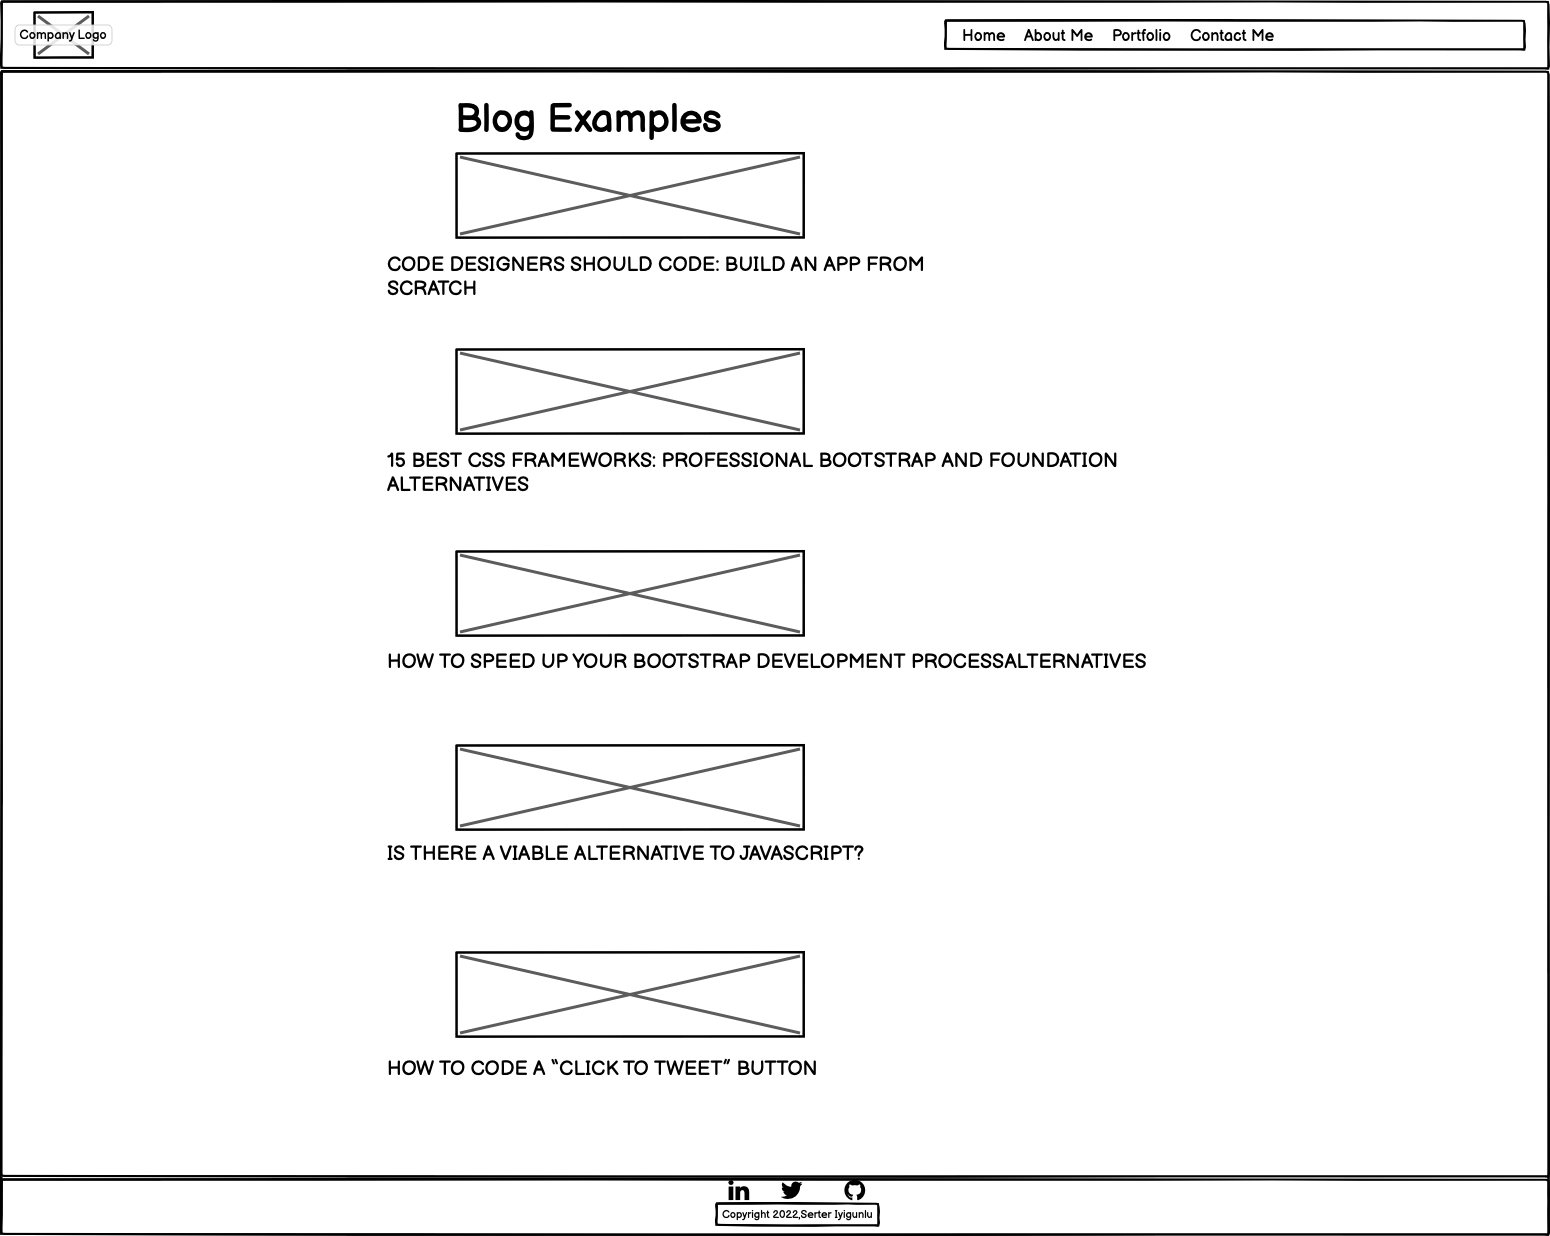 Company Logo
Home About Me Portfolio Contact Me
Blog Examples
CODE DESIGNERS SHOULD CODE: BUILD AN APP FROM
SCRATCH
15 BEST CSS FRAMEWORKS: PROFESSIONAL BOOTSTRAP AND FOUNDATION
ALTERNATIVES
HOW TO SPEED UP YOUR BOOTSTRAP DEVELOPMENT PROCESSALTERNATIVES
IS THERE A VIABLE ALTERNATIVE TO JAVASCRIPT?
HOW TO CODE A “CLICK TO TWEET” BUTTON
in
Copyright 2022,Serter Iyigunlu